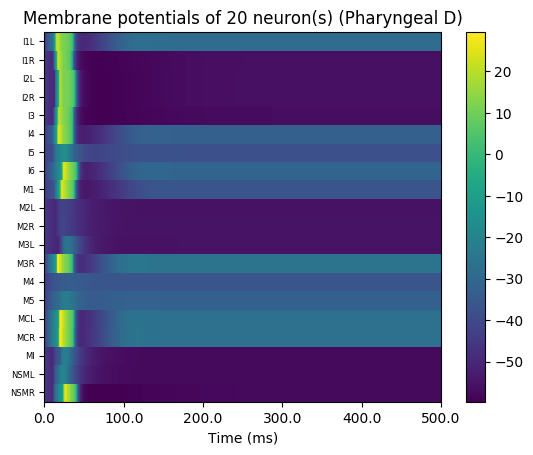 Membrane potentials of 20 neuron(s) (Pharyngeal D)
I1L
I1R
I2L
I2R
I3
I4
I5
I6
M1
M2L
M2R
M3L
M3R
M4
M5
MCL
MCR
MI
NSML
NSMR
0.0 100.0 200.0 300.0 400.0 500.0
Time (ms)
20
10
0
−10
−20
−30
−40
−50